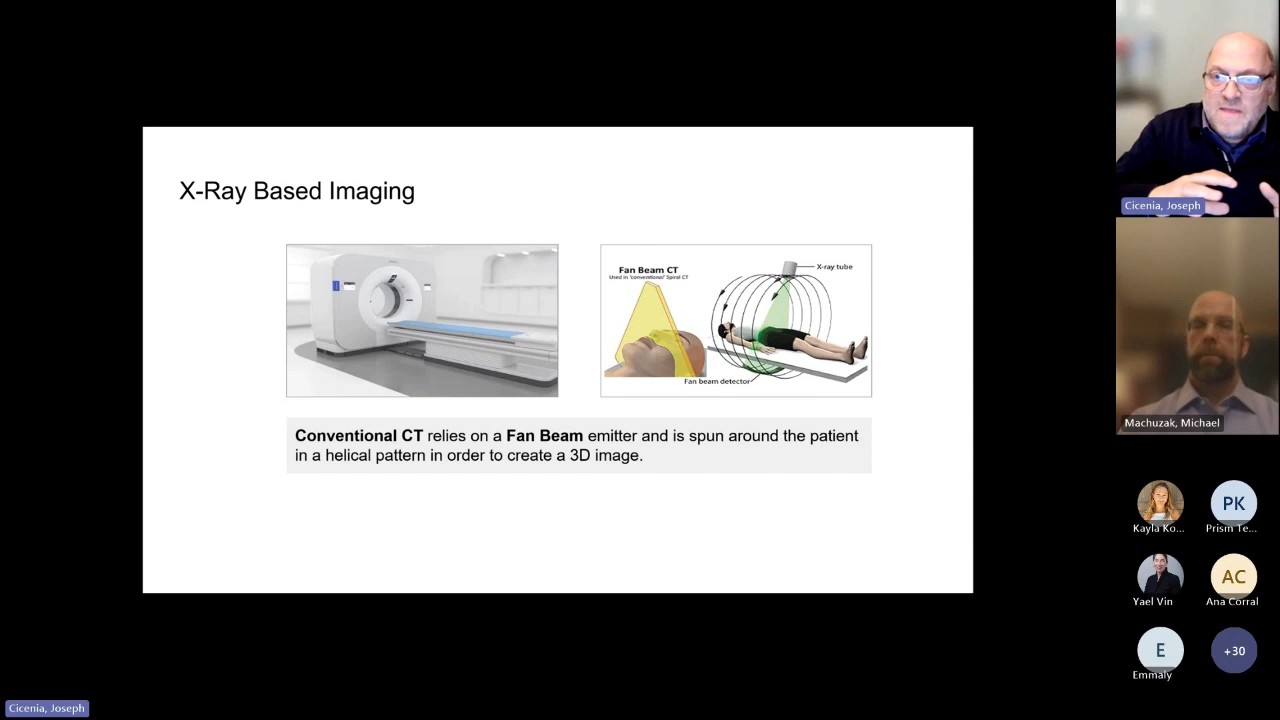 X-Ray Based Imaging
Fan Beam CT
Used in 'conventional' Spiral CT
X-ray tube
Fan beam detector
Conventional CT relies on a Fan Beam emitter and is spun around the patient
in a helical pattern in order to create a 3D image.
Cicenia, Joseph
Machuzak, Michael
Kayla Ko...
PK
Prism Te...
Yael Vin
AC
Ana Corral
E
Emmaly
+30
Cicenia, Joseph